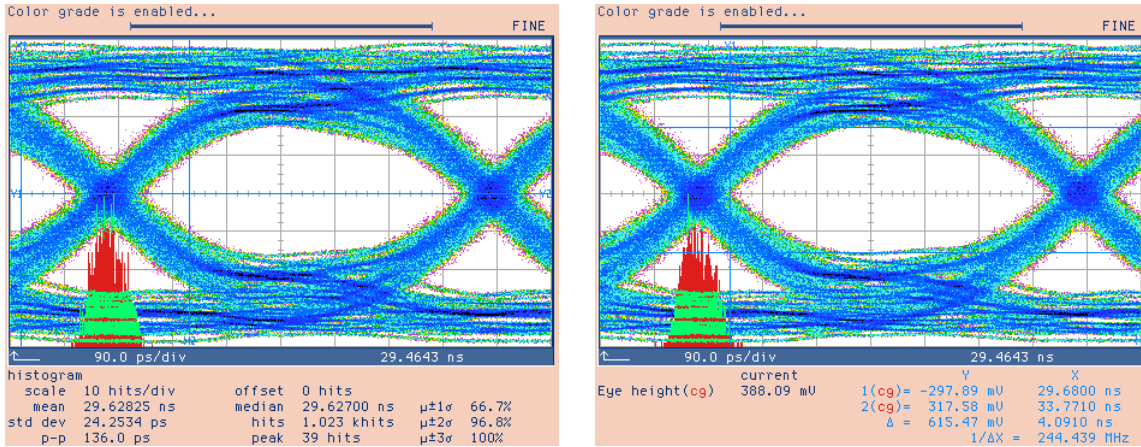 Color grade is enabled...
FINE
Y1
Y2
90.0 ps/div 29.4643 ns
histogram
scale 10 hits/div offset 0 hits
mean 29.62825 ns median 29.62700 ns µ±1σ 66.7%
std dev 24.2534 ps hits 1.023 khits µ±2σ 96.8%
p-p 136.0 ps peak 39 hits µ±3σ 100%
Color grade is enabled...
FINE
90.0 ps/div 29.4643 ns
current Y X
Eye height(cg) 388.09 mV 1(cg)= -297.89 mV 29.6800 ns
2(cg)= 317.58 mV 33.7710 ns
Δ = 615.47 mV 4.0910 ns
1/ΔX = 244.439 MHz